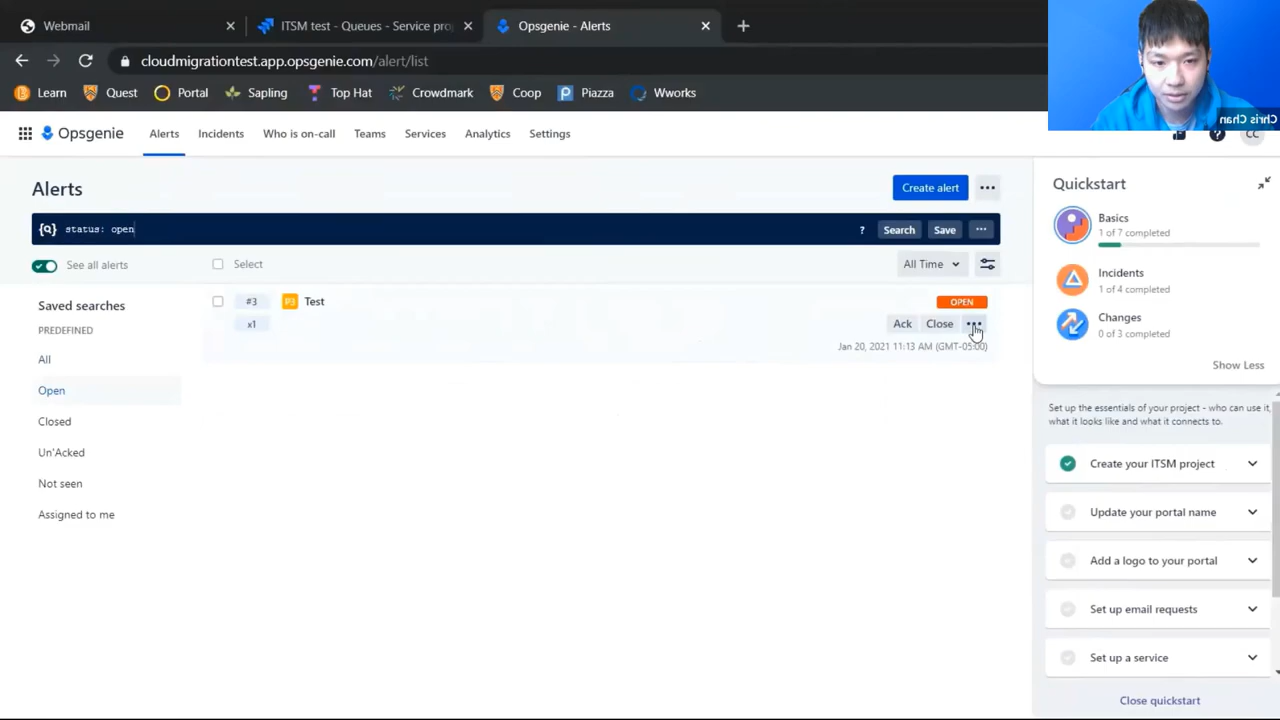 Webmail
ITSM test - Queues - Service pro
Opsgenie - Alerts
cloudmigrationtest.app.opsgenie.com/alert/list
Learn Quest Portal Sapling Top Hat Crowdmark Coop Piazza Wworks
Chris Chan
Opsgenie Alerts Incidents Who is on-call Teams Services Analytics Settings
CC
Alerts
Create alert
status: open
? Search Save
See all alerts
Select
All Time
Saved searches
PREDEFINED
All
Open
Closed
Un'Acked
Not seen
Assigned to me
#3 P3 Test
OPEN
x1
Ack Close
Jan 20, 2021 11:13 AM (GMT-05:00)
Quickstart
Basics
1 of 7 completed
Incidents
1 of 4 completed
Changes
0 of 3 completed
Show Less
Set up the essentials of your project - who can use it,
what it looks like and what it connects to.
Create your ITSM project
Update your portal name
Add a logo to your portal
Set up email requests
Set up a service
Close quickstart